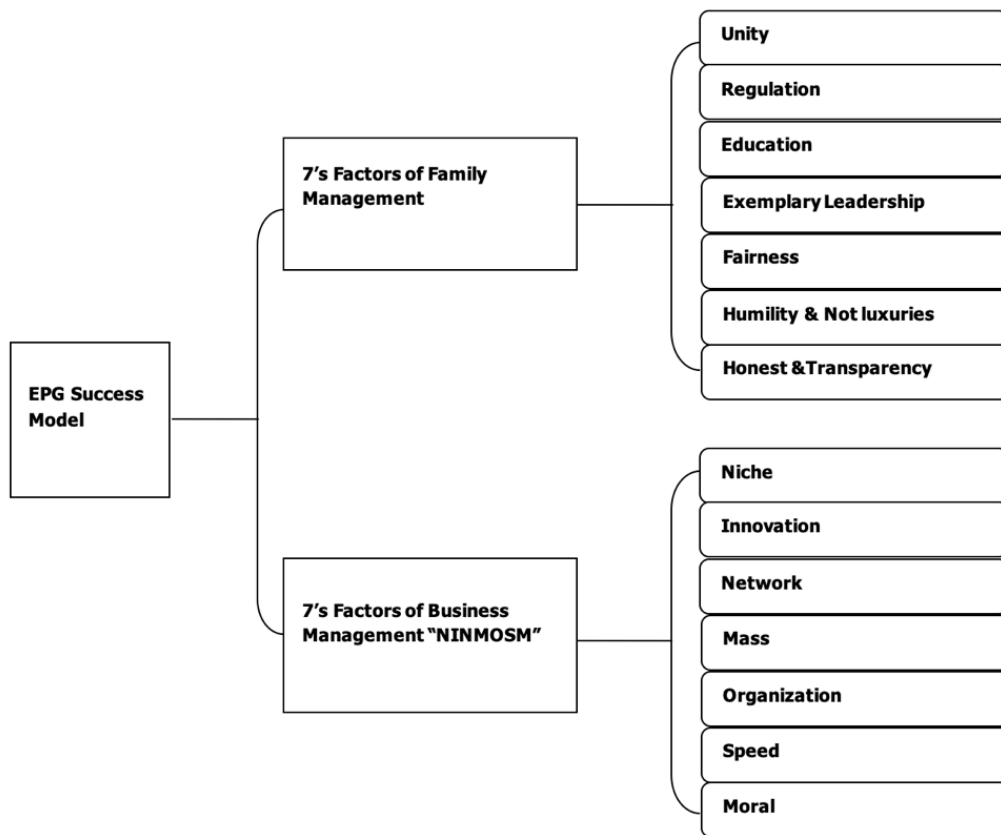 EPG Success
Model
7’s Factors of Family
Management
Unity
Regulation
Education
Exemplary Leadership
Fairness
Humility & Not luxuries
Honest &Transparency
7’s Factors of Business
Management “NINMOSM”
Niche
Innovation
Network
Mass
Organization
Speed
Moral